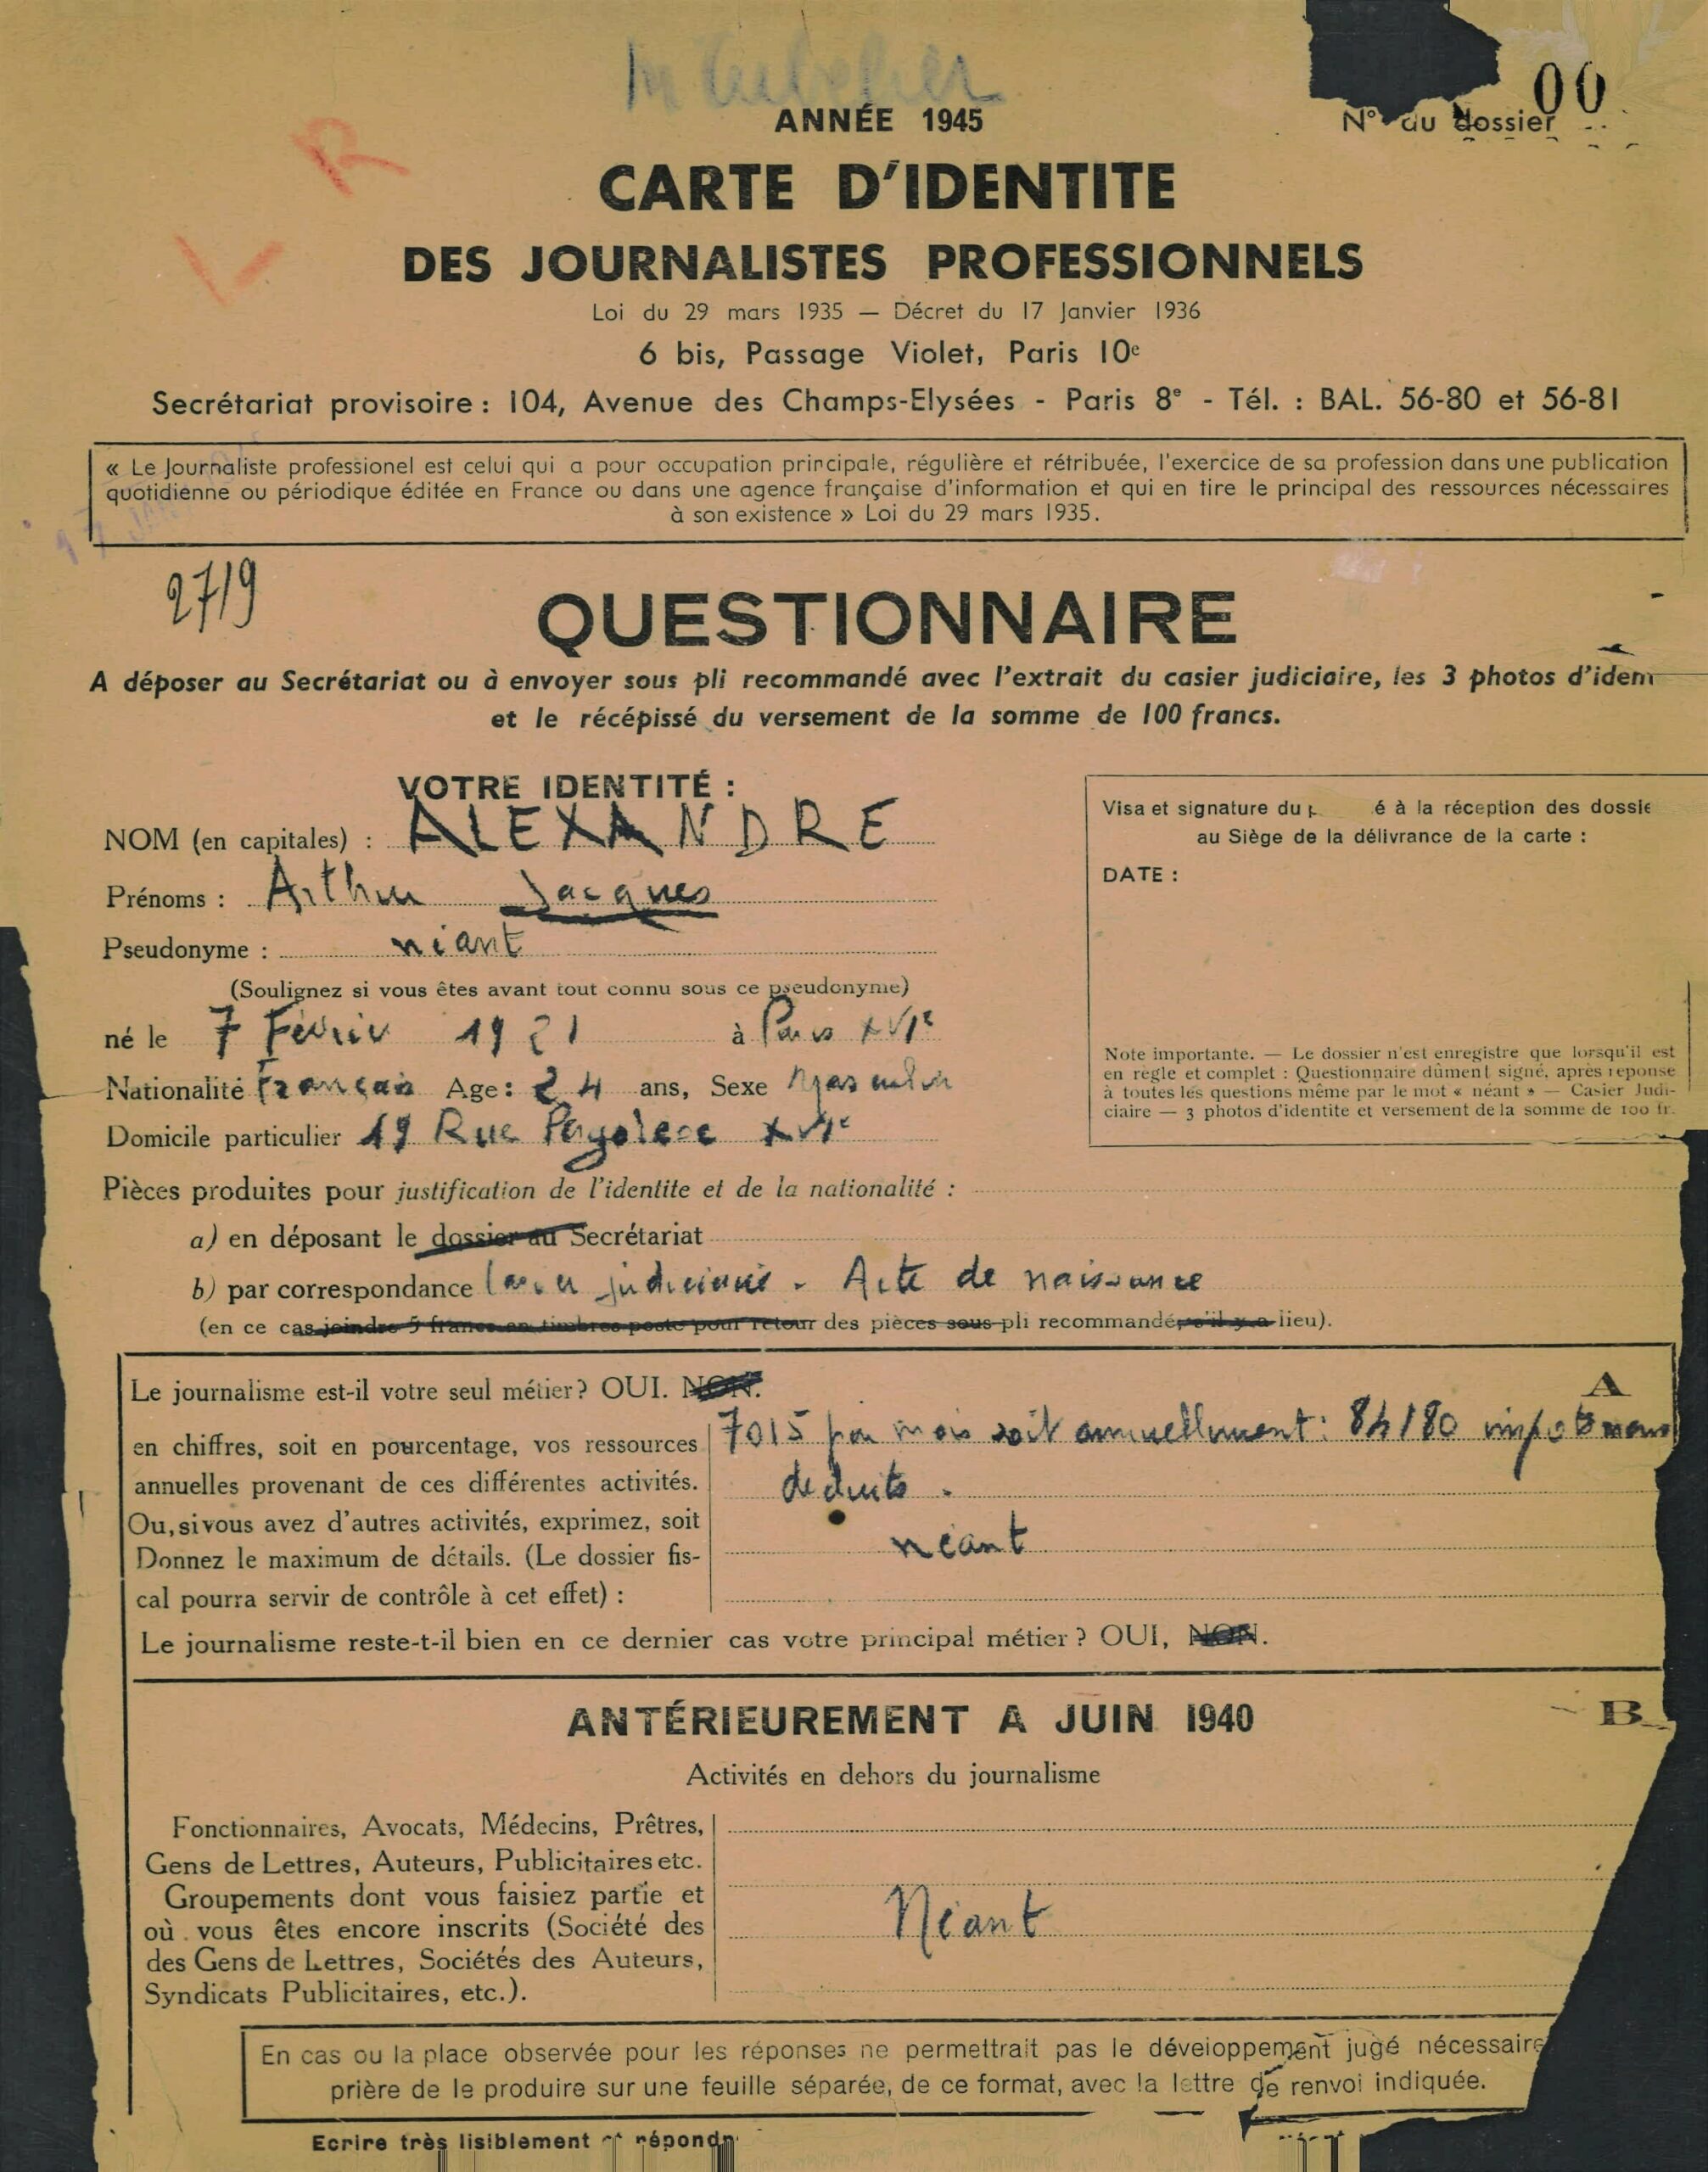 ANNÉE 1945
00
N° du dossier
CARTE D'IDENTITE
DES JOURNALISTES PROFESSIONNELS
L R
Loi du 29 mars 1935 — Décret du 17 Janvier 1936
6 bis, Passage Violet, Paris 10e
Secrétariat provisoire : 104, Avenue des Champs-Elysées - Paris 8e - Tél. : BAL. 56-80 et 56-81
« Le Journaliste professionel est celui qui a pour occupation principale, régulière et rétribuée, l'exercice de sa profession dans une publication
quotidienne ou périodique éditée en France ou dans une agence française d'information et qui en tire le principal des ressources nécessaires
à son existence » Loi du 29 mars 1935.
2719
QUESTIONNAIRE
A déposer au Secrétariat ou à envoyer sous pli recommandé avec l'extrait du casier judiciaire, les 3 photos d'iden
et le récépissé du versement de la somme de 100 francs.
VOTRE IDENTITÉ :
NOM (en capitales) : ALEXANDRE
Prénoms : Arthur Jacques
Pseudonyme : néant
(Soulignez si vous êtes avant tout connu sous ce pseudonyme)
né le 7 Février 1921 à Paris XVIe
Nationalité Français Age : 24 ans, Sexe Masculin
Domicile particulier 19 Rue Pergolese XVIe
Visa et signature du p é à la réception des dossie
au Siège de la délivrance de la carte :
DATE :
Note importante. — Le dossier n'est enregistre que lorsqu'il est
en règle et complet : Questionnaire dûment signé, après réponse
à toutes les questions même par le mot « néant » — Casier Judi-
ciaire — 3 photos d'identite et versement de la somme de 100 fr.
Pièces produites pour justification de l'identite et de la nationalité :
a) en déposant le dossier au Secrétariat
b) par correspondance Casier judiciaire - Acte de naissance
(en ce cas joindre 5 francs en timbres poste pour retour des pièces sous pli recommandé, s'il y a lieu).
A
Le journalisme est-il votre seul métier? OUI. NON.
en chiffres, soit en pourcentage, vos ressources
annuelles provenant de ces différentes activités.
Ou, si vous avez d'autres activités, exprimez, soit
Donnez le maximum de détails. (Le dossier fis-
cal pourra servir de contrôle à cet effet) :
7015 par mois soit annuellement : 84180 impots
deduits.
néant
Le journalisme reste-t-il bien en ce dernier cas votre principal métier ? OUI, NON.
ANTÉRIEUREMENT A JUIN 1940
B
Activités en dehors du journalisme
Fonctionnaires, Avocats, Médecins, Prêtres,
Gens de Lettres, Auteurs, Publicitaires etc.
Groupements dont vous faisiez partie et
où vous êtes encore inscrits (Société des
des Gens de Lettres, Sociétés des Auteurs,
Syndicats Publicitaires, etc.).
Néant
En cas ou la place observée pour les réponses ne permettrait pas le développement jugé nécessaire
prière de le produire sur une feuille séparée, de ce format, avec la lettre de renvoi indiquée.
Ecrire très lisiblement et répond